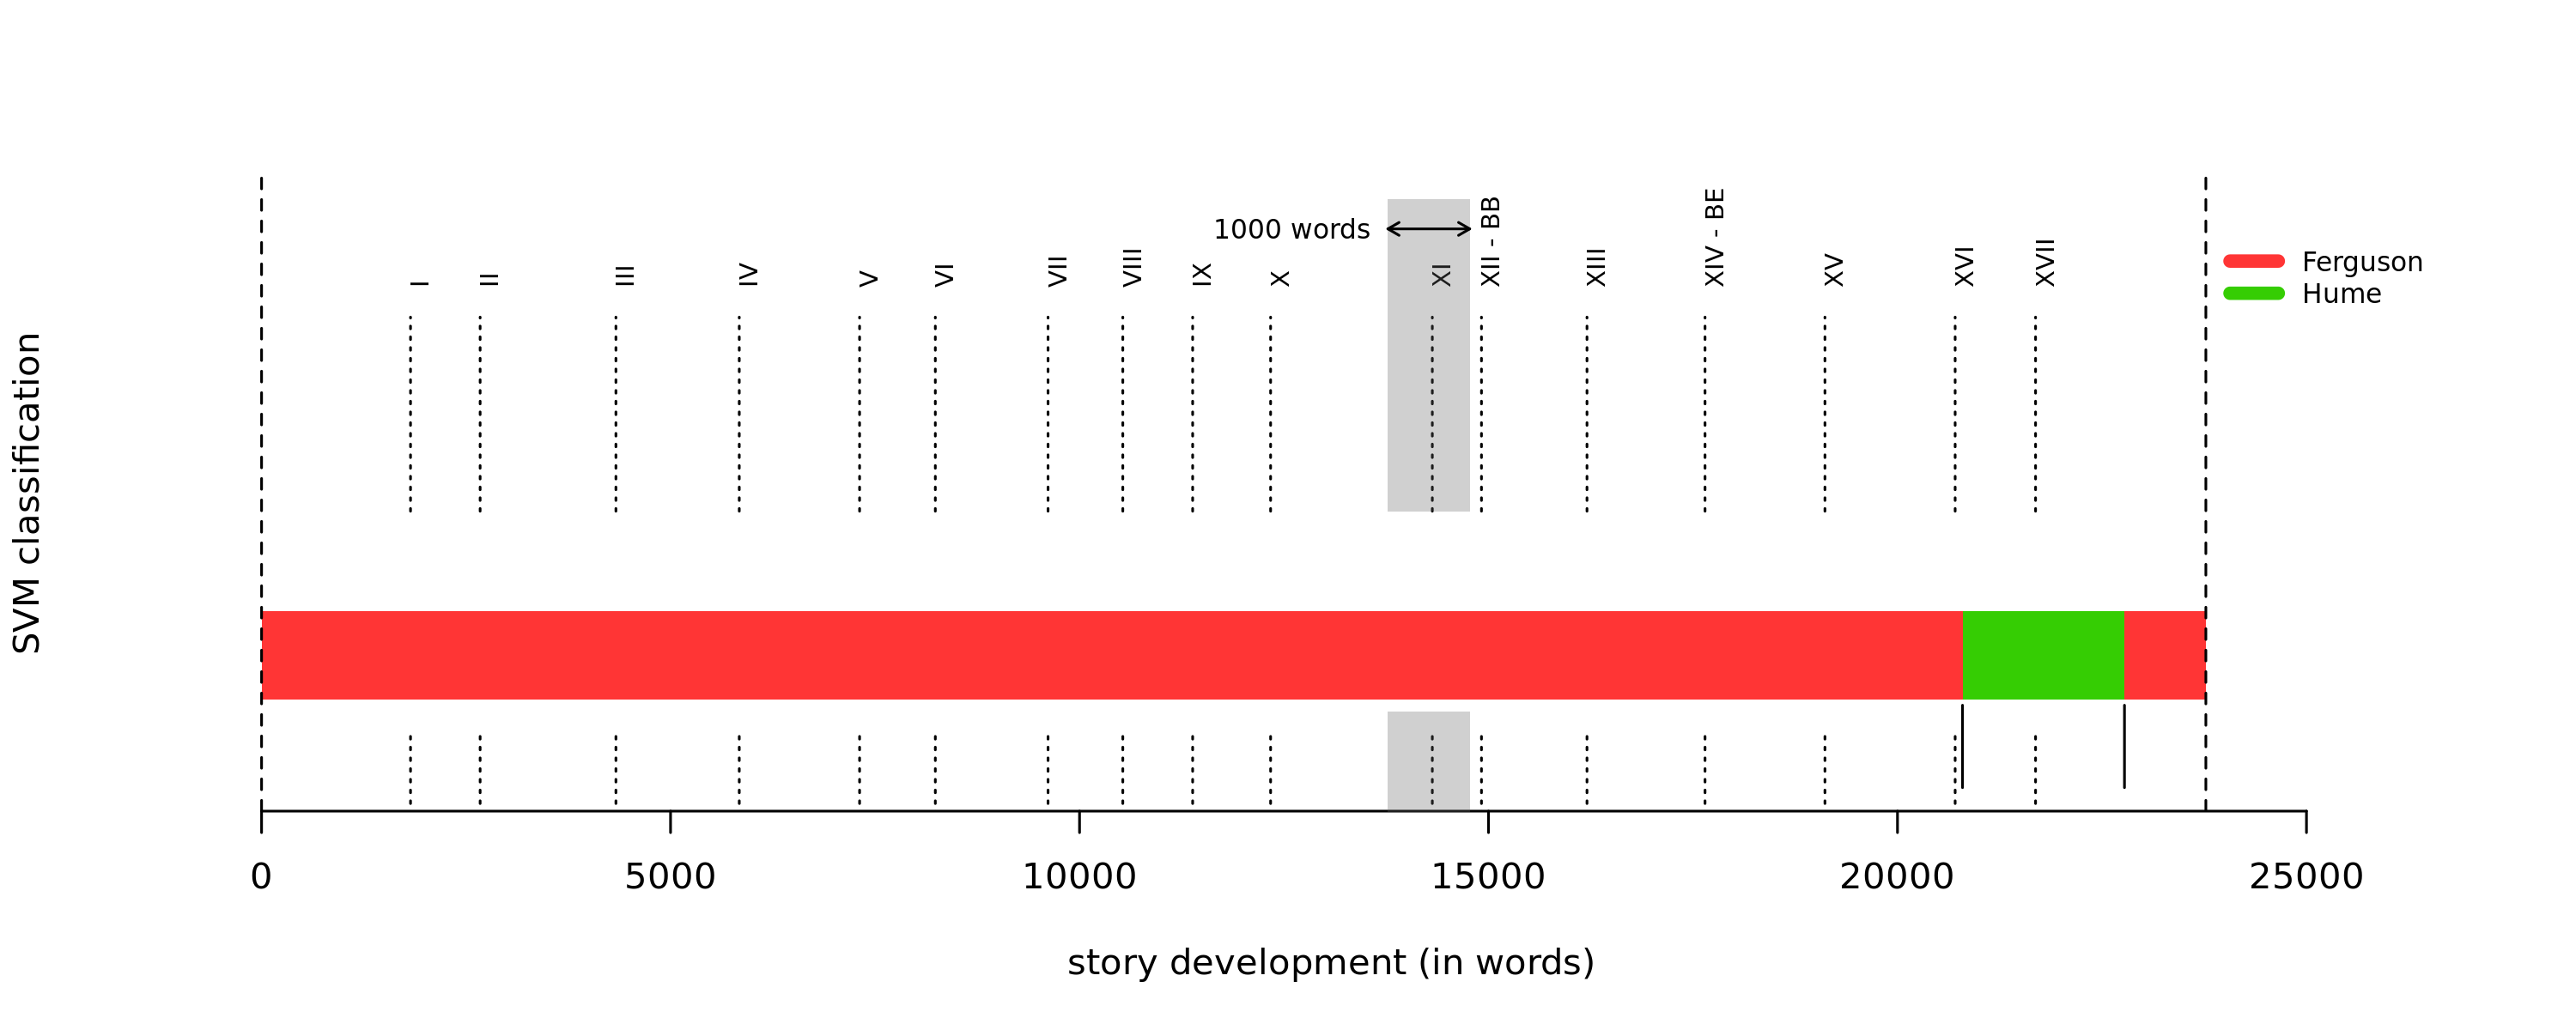 SVM classification
1000 words
I
II
III
IV
V
VI
VII
VIII
IX
X
XI
XII - BB
XIII
XIV - BE
XV
XVI
XVII
Ferguson
Hume
0
5000
10000
15000
20000
25000
story development (in words)